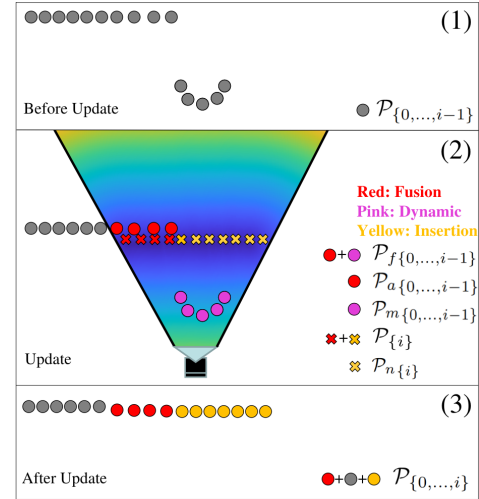 (1)
Before Update
𝒫{0,...,i−1}
(2)
Red: Fusion
Pink: Dynamic
Yellow: Insertion
+ 𝒫f{0,...,i−1}
𝒫a{0,...,i−1}
𝒫m{0,...,i−1}
+ 𝒫{i}
𝒫n{i}
Update
(3)
After Update
++ 𝒫{0,...,i}